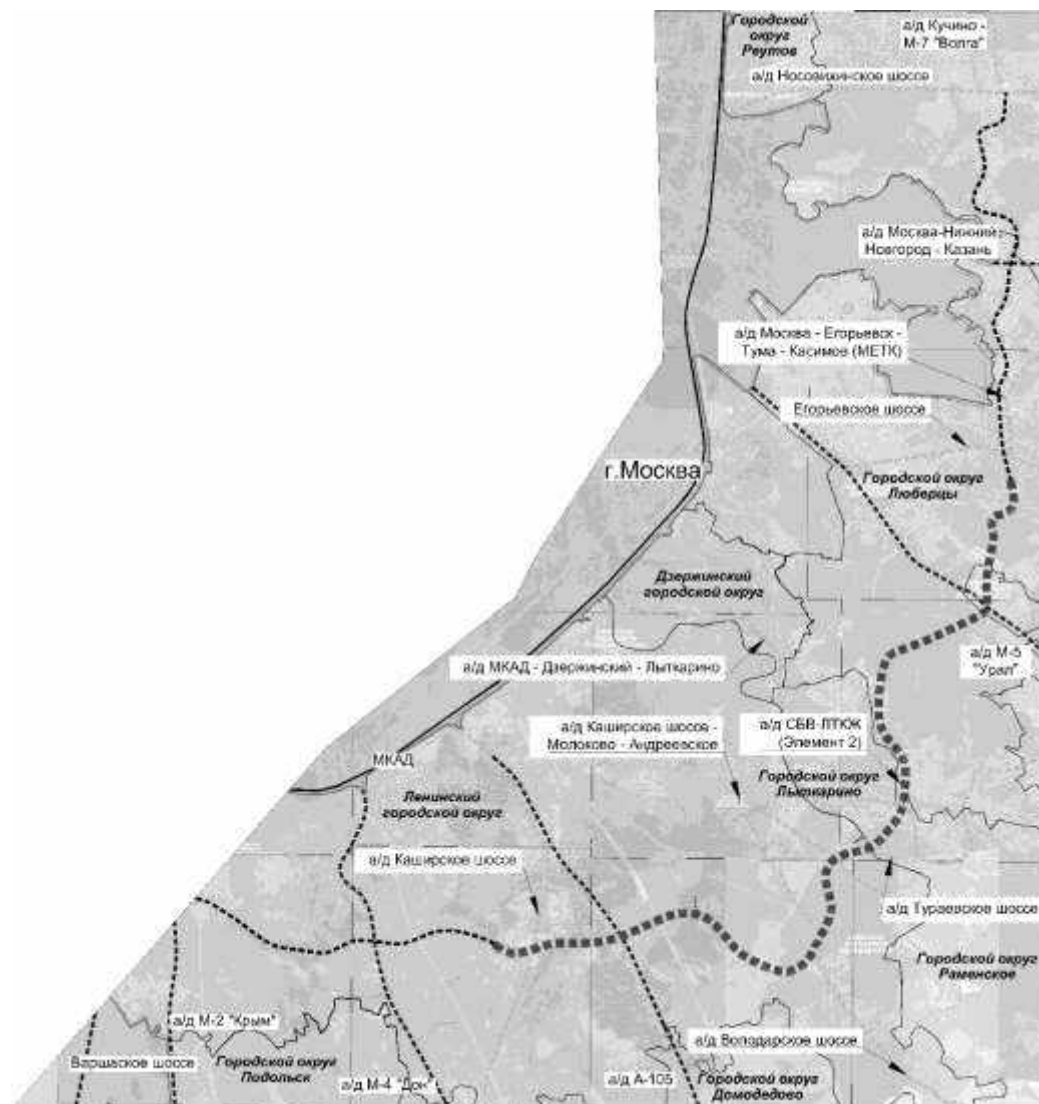 Городской
округ
Реутов
а/д Кучино -
М-7 "Волга"
а/д Носовихинское шоссе
а/д Москва-Нижний
Новгород - Казань
а/д Москва - Егорьевск -
Тума - Касимов (МЕТК)
Егорьевское шоссе
г.Москва
Городской округ
Люберцы
Дзержинский
городской округ
а/д МКАД - Дзержинский - Лыткарино
а/д М-5
"Урал"
а/д Каширское шоссе -
Молоково - Андреевское
а/д СБВ-ЛТКЖ
(Элемент 2)
МКАД
Городской округ
Лыткарино
Ленинский
городской округ
а/д Каширское шоссе
а/д Тураевское шоссе
Городской округ
Раменское
а/д М-2 "Крым"
а/д Володарское шоссе
Варшаское шоссе
Городской округ
Подольск
а/д М-4 "Дон"
а/д А-105
Городской округ
Домодедово